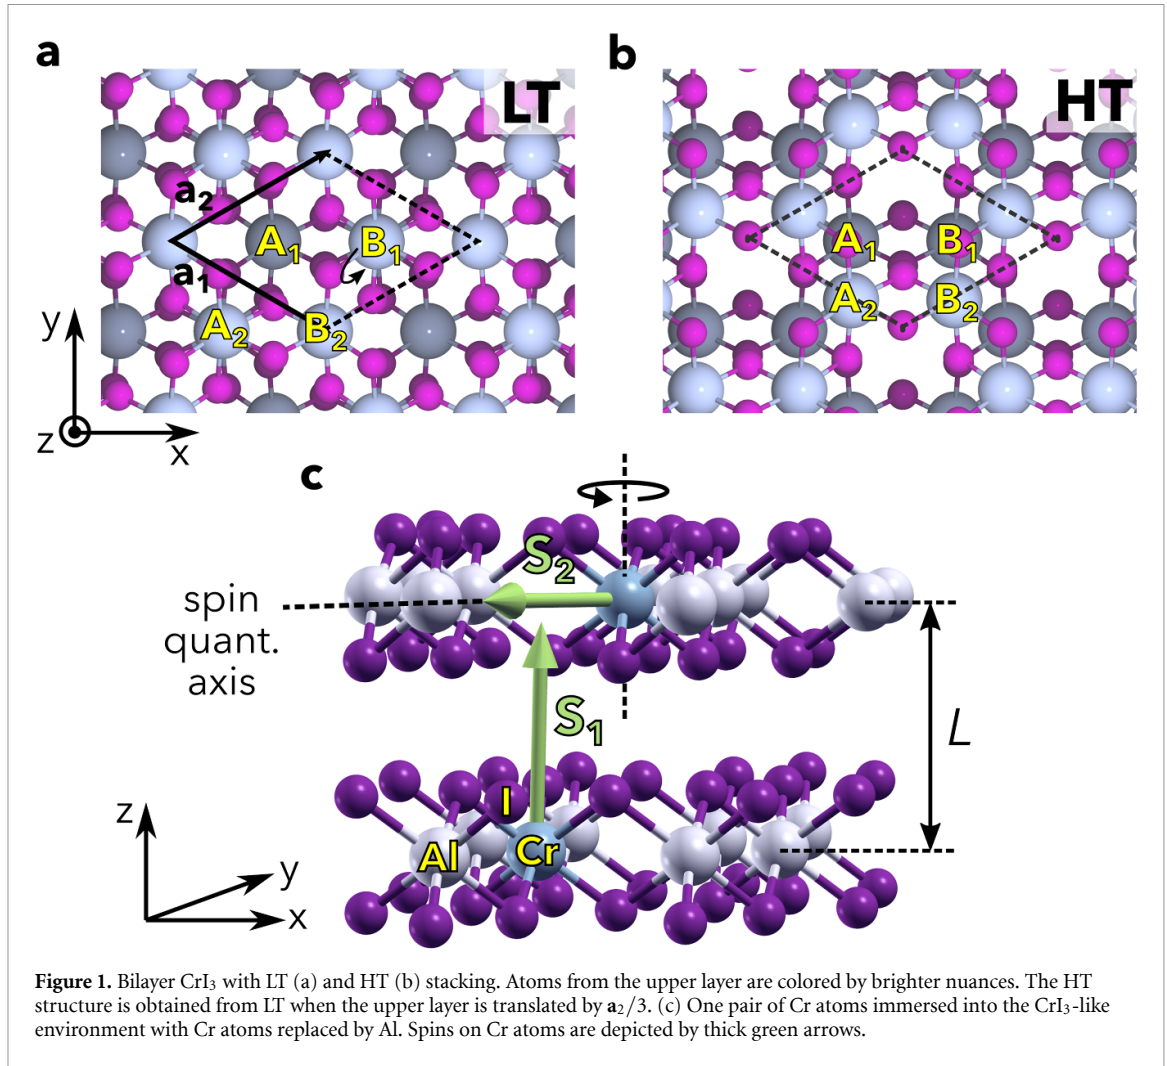 a
LT
a₂
a₁
A₁
B₁
A₂
B₂
y
z
x
b
HT
A₁
B₁
A₂
B₂
c
S₂
spin
quant.
axis
S₁
L
I
Al
Cr
z
y
x
Figure 1. Bilayer CrI₃ with LT (a) and HT (b) stacking. Atoms from the upper layer are colored by brighter nuances. The HT
structure is obtained from LT when the upper layer is translated by a₂/3. (c) One pair of Cr atoms immersed into the CrI₃-like
environment with Cr atoms replaced by Al. Spins on Cr atoms are depicted by thick green arrows.